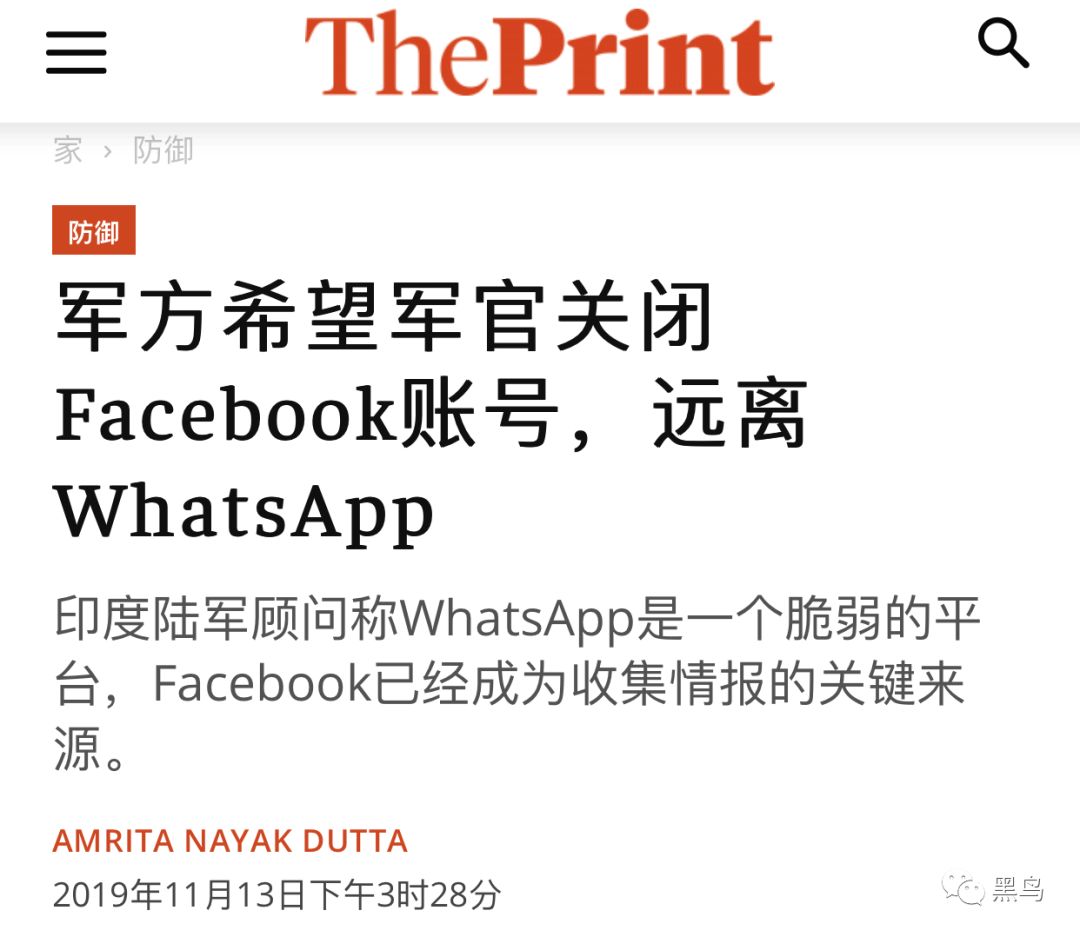 ThePrint
家 › 防御
防御
军方希望军官关闭
Facebook账号，远离
WhatsApp
印度陆军顾问称WhatsApp是一个脆弱的平
台，Facebook已经成为收集情报的关键来
源。
AMRITA NAYAK DUTTA
2019年11月13日下午3时28分
黑鸟